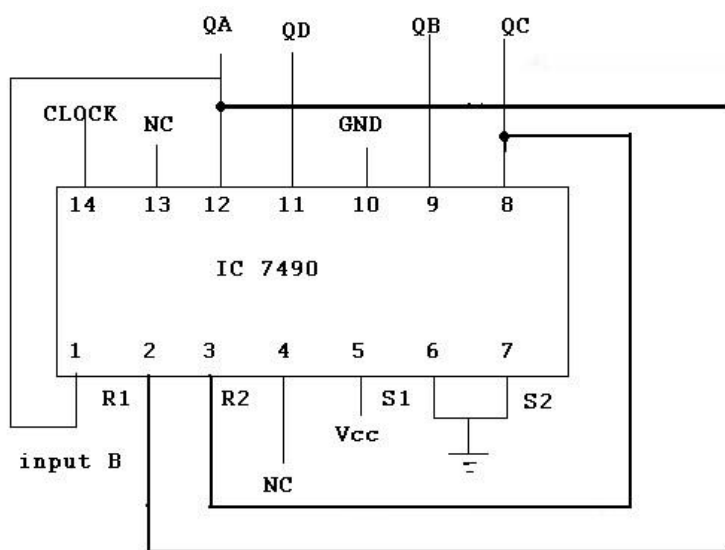 QA QD QB QC
CLOCK NC GND
14 13 12 11 10 9 8
IC 7490
1 2 3 4 5 6 7
R1 R2 S1 S2
Vcc
input B
NC